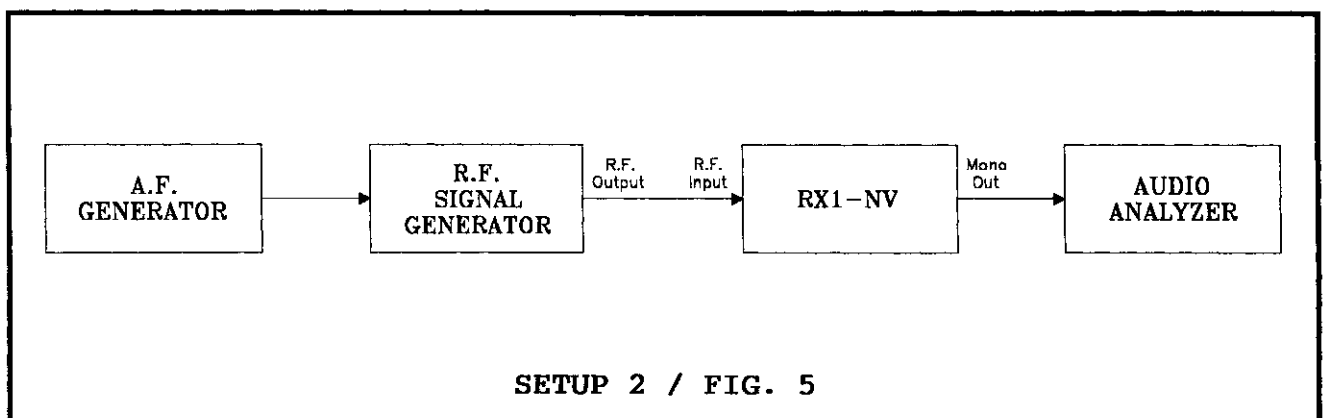 A.F.
GENERATOR
R.F.
SIGNAL
GENERATOR
R.F.
Output
R.F.
Input
RX1-NV
Mono
Out
AUDIO
ANALYZER
SETUP 2 / FIG. 5